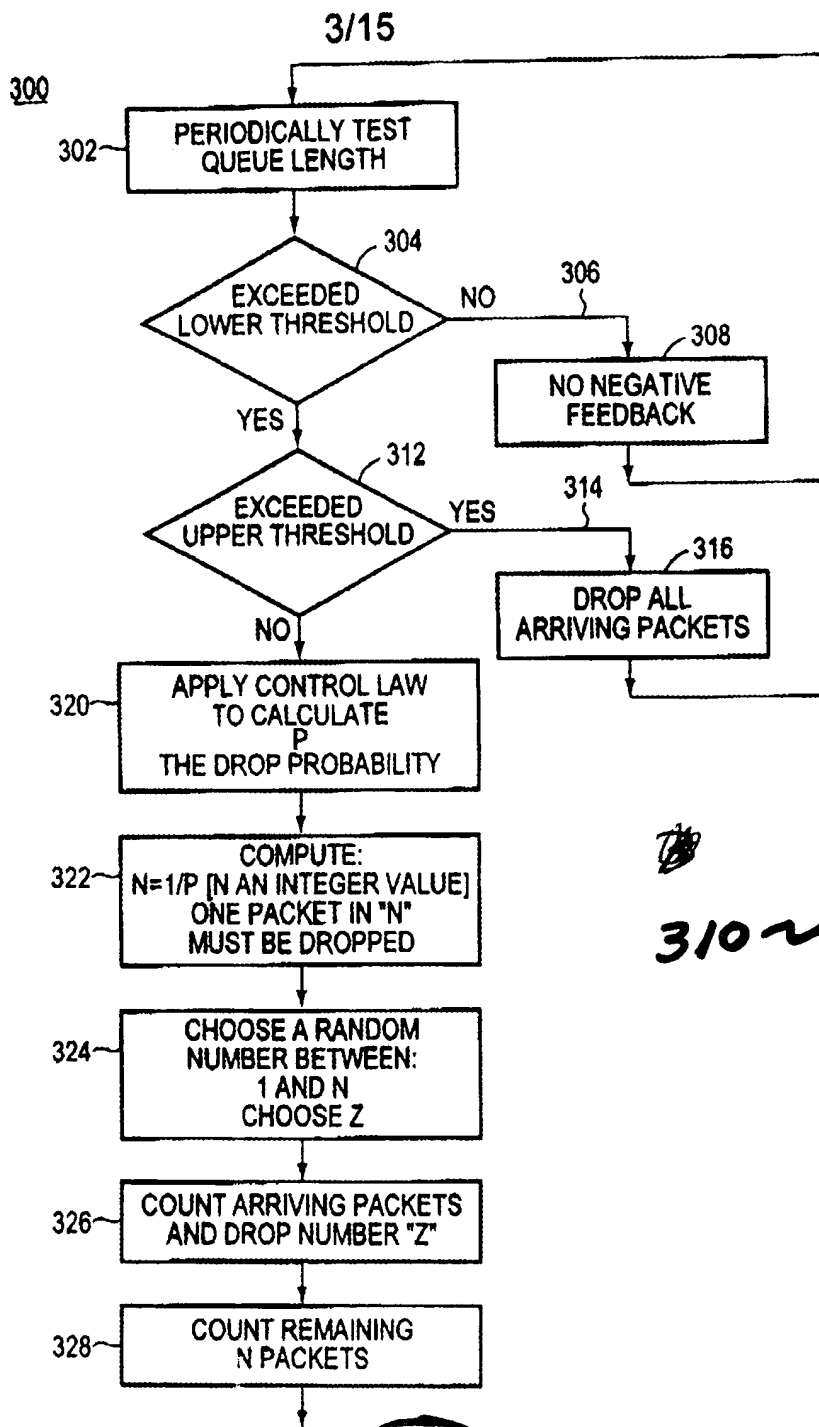 3/15
300
302
PERIODICALLY TEST
QUEUE LENGTH
304
EXCEEDED
LOWER THRESHOLD
NO
306
308
NO NEGATIVE
FEEDBACK
YES
312
EXCEEDED
UPPER THRESHOLD
YES
314
316
DROP ALL
ARRIVING PACKETS
NO
320
APPLY CONTROL LAW
TO CALCULATE
P
THE DROP PROBABILITY
322
COMPUTE:
N=1/P [N AN INTEGER VALUE]
ONE PACKET IN "N"
MUST BE DROPPED
310
324
CHOOSE A RANDOM
NUMBER BETWEEN:
1 AND N
CHOOSE Z
326
COUNT ARRIVING PACKETS
AND DROP NUMBER "Z"
328
COUNT REMAINING
N PACKETS